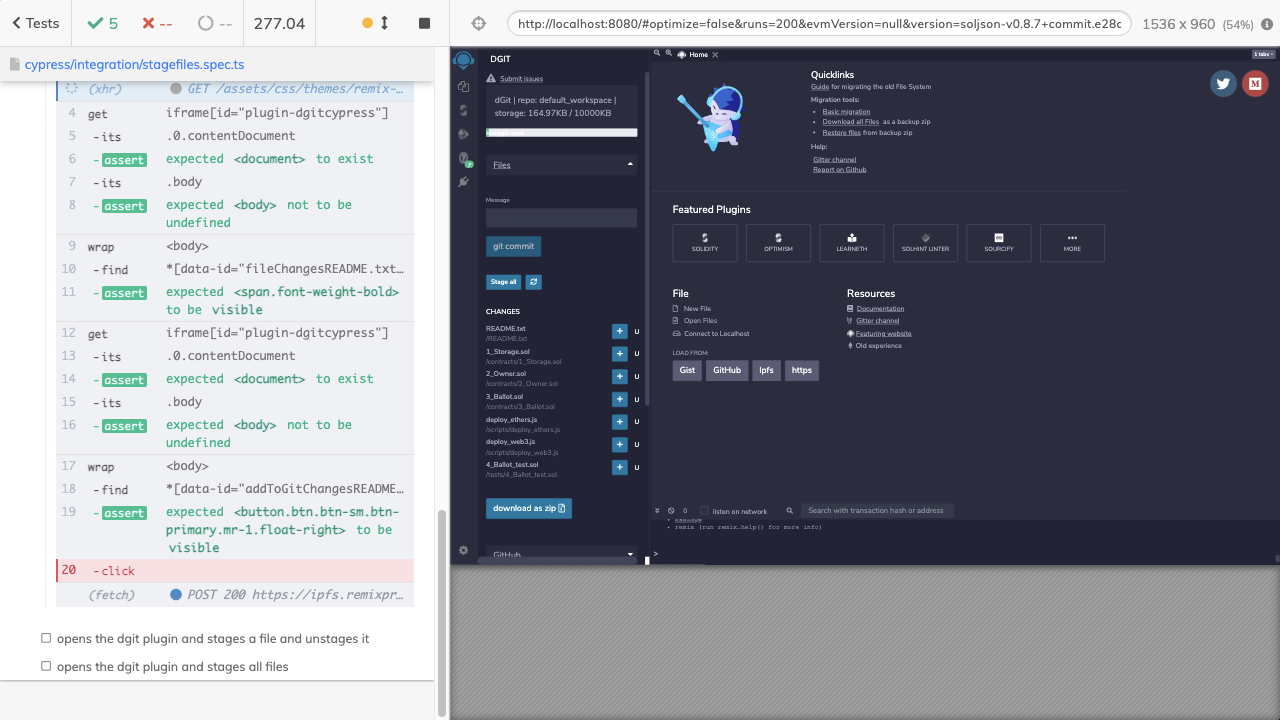 Tests
5
--
--
277.04
http://localhost:8080/#optimize=false&runs=200&evmVersion=null&version=soljson-v0.8.7+commit.e28c
1536 x 960 (54%)
cypress/integration/stagefiles.spec.ts
(xhr) GET /assets/css/themes/remix-...
4 get iframe[id="plugin-dgitcypress"]
5 -its .0.contentDocument
6 -assert expected <document> to exist
7 -its .body
8 -assert expected <body> not to be
undefined
9 wrap <body>
10 -find *[data-id="fileChangesREADME.txt...
11 -assert expected <span.font-weight-bold>
to be visible
12 get iframe[id="plugin-dgitcypress"]
13 -its .0.contentDocument
14 -assert expected <document> to exist
15 -its .body
16 -assert expected <body> not to be
undefined
17 wrap <body>
18 -find *[data-id="addToGitChangesREADME...
19 -assert expected <button.btn.btn-sm.btn-
primary.mr-1.float-right> to be
visible
20 -click
(fetch) POST 200 https://ipfs.remixpr...
opens the dgit plugin and stages a file and unstages it
opens the dgit plugin and stages all files
DGIT
Submit issues
dGit | repo: default_workspace |
storage: 164.97KB / 10000KB
Files
Message
git commit
Stage all
CHANGES
README.txt
/README.txt
+ U
1_Storage.sol
/contracts/1_Storage.sol
+ U
2_Owner.sol
/contracts/2_Owner.sol
+ U
3_Ballot.sol
/contracts/3_Ballot.sol
+ U
deploy_ethers.js
/scripts/deploy_ethers.js
+ U
deploy_web3.js
/scripts/deploy_web3.js
+ U
4_Ballot_test.sol
/tests/4_Ballot_test.sol
+ U
download as zip
GitHub
Home
1 tabs
Quicklinks
Guide for migrating the old File System
Migration tools:
• Basic migration
• Download all Files as a backup zip
• Restore files from backup zip
Help:
Gitter channel
Report on Github
Featured Plugins
SOLIDITY
OPTIMISM
LEARNETH
SOLHINT LINTER
SOURCIFY
MORE
File
New File
Open Files
Connect to Localhost
LOAD FROM:
Gist
GitHub
Ipfs
https
Resources
Documentation
Gitter channel
Featuring website
Old experience
0
listen on network
Search with transaction hash or address
• remix (run remix.help() for more info)
>